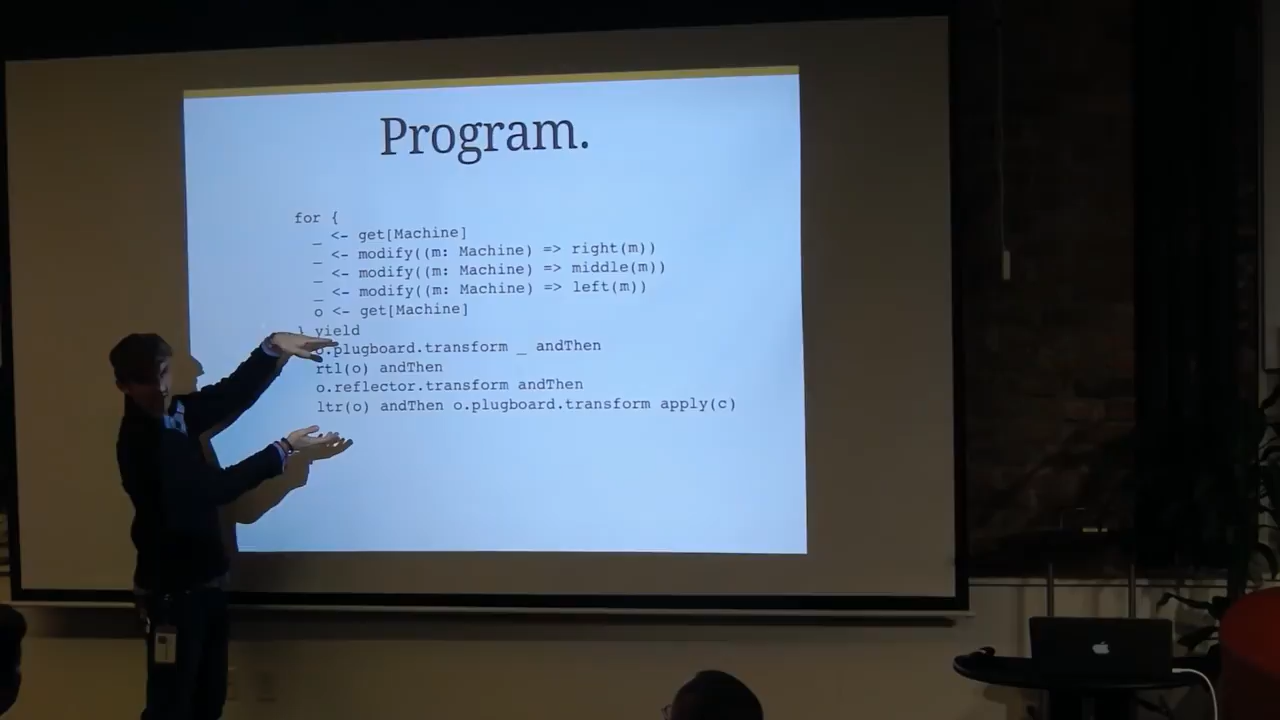 Program.
for {
_ <- get[Machine]
_ <- modify((m: Machine) => right(m))
_ <- modify((m: Machine) => middle(m))
_ <- modify((m: Machine) => left(m))
o <- get[Machine]
} yield
o.plugboard.transform _ andThen
rtl(o) andThen
o.reflector.transform andThen
ltr(o) andThen o.plugboard.transform apply(c)